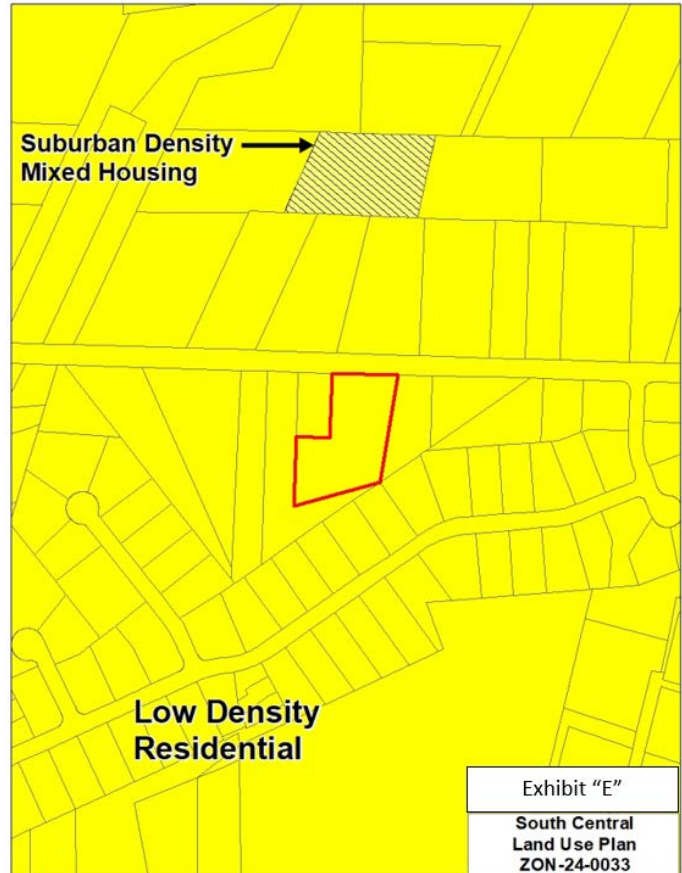 Suburban Density
Mixed Housing
Low Density
Residential
Exhibit “E”
South Central
Land Use Plan
ZON-24-0033